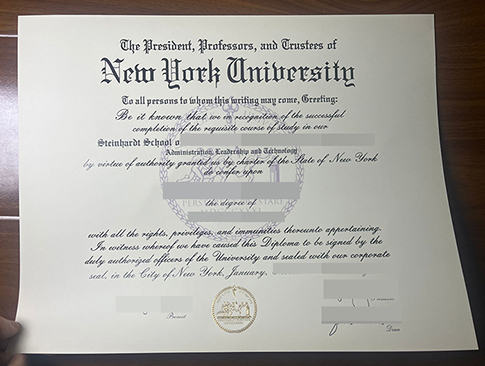 The President, Professors, and Trustees of
New York University
To all persons to whom this writing may come, Greeting:
Be it known that we in recognition of the successful
completion of the requisite course of study in our
Steinhardt School o
Administration, Leadership and Technology
by virtue of authority granted us by charter of the State of New York
do confer upon
the degree of
with all the rights, privileges, and immunities thereunto appertaining.
In witness whereof we have caused this Diploma to be signed by the
duly authorized officers of the University and sealed with our corporate
seal, in the City of New York, January,
Dean